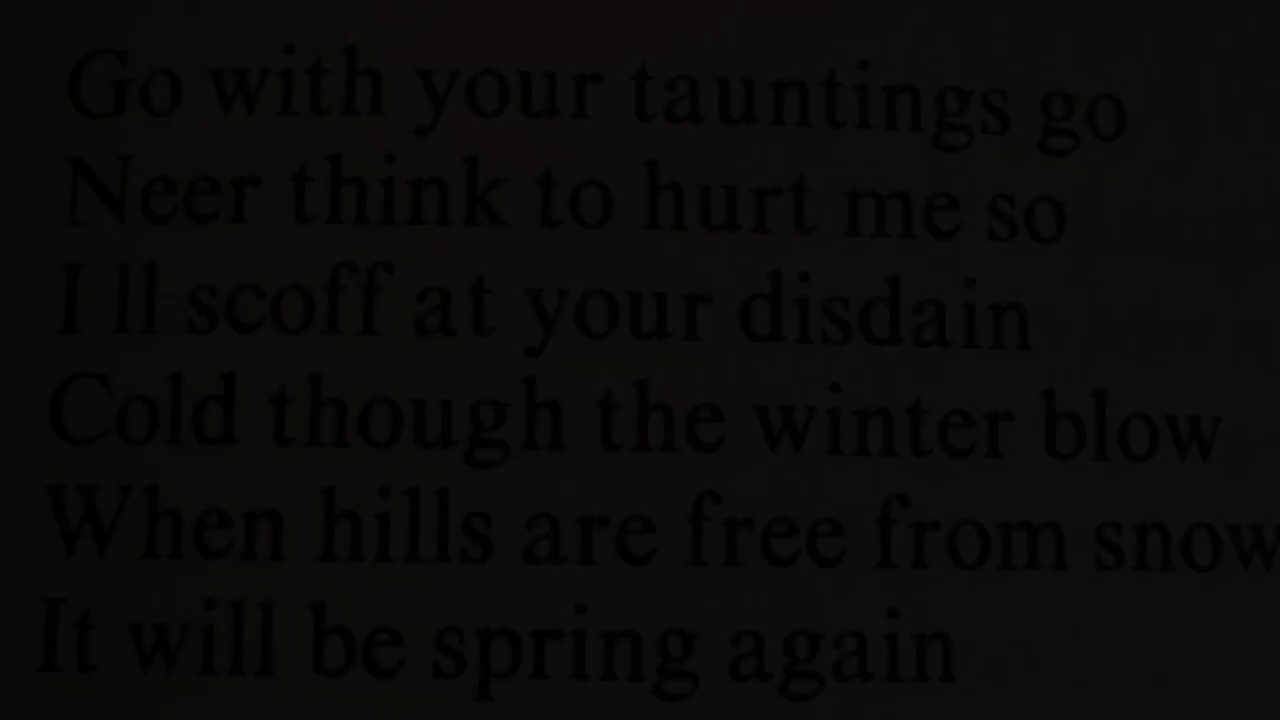 Go with your tauntings go
Neer think to hurt me so
I ll scoff at your disdain
Cold though the winter blow
When hills are free from snow
It will be spring again